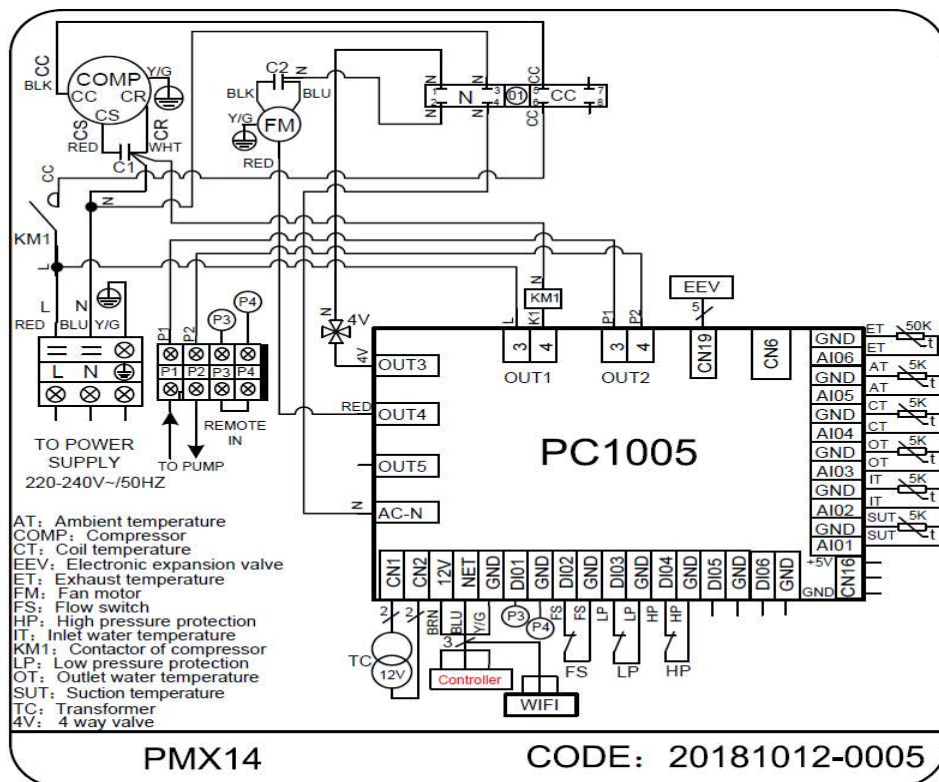 CC
BLK
COMP
CC CR
CS
Y/G
CS
RED
CR
WHT
C1
C2
N
BLK
BLU
Y/G
FM
RED
N
1
2
N
N
3
4
N
01
CC
5
6
CC
CC
7
8
CC
N
KM1
L
L
N
RED BLU Y/G
L N
P1
P2
P3
P4
P1 P2 P3 P4
REMOTE
IN
TO PUMP
TO POWER
SUPPLY
220-240V~/50HZ
N
4V
4V
RED
N
L
N
KM1
K1
P1
P2
3 4
OUT1
3 4
OUT2
EEV
5
CN19
CN6
OUT3
OUT4
OUT5
AC-N
PC1005
GND
AI06
GND
AI05
GND
AI04
GND
AI03
GND
AI02
GND
AI01
ET 50K
ET t
AT 5K
AT t
CT 5K
CT t
OT 5K
OT t
IT 5K
IT t
SUT 5K
SUT t
+5V
GND
CN16
CN1 CN2 12V NET GND DI01 GND DI02 GND DI03 GND DI04 GND DI05 GND DI06 GND
2
2
BRN
BLU
Y/G
P3
P4
FS
FS
LP
LP
HP
HP
3
TC
12V
Controller
WIFI
FS
LP
HP
AT: Ambient temperature
COMP: Compressor
CT: Coil temperature
EEV: Electronic expansion valve
ET: Exhaust temperature
FM: Fan motor
FS: Flow switch
HP: High pressure protection
IT: Inlet water temperature
KM1: Contactor of compressor
LP: Low pressure protection
OT: Outlet water temperature
SUT: Suction temperature
TC: Transformer
4V: 4 way valve
PMX14
CODE: 20181012-0005